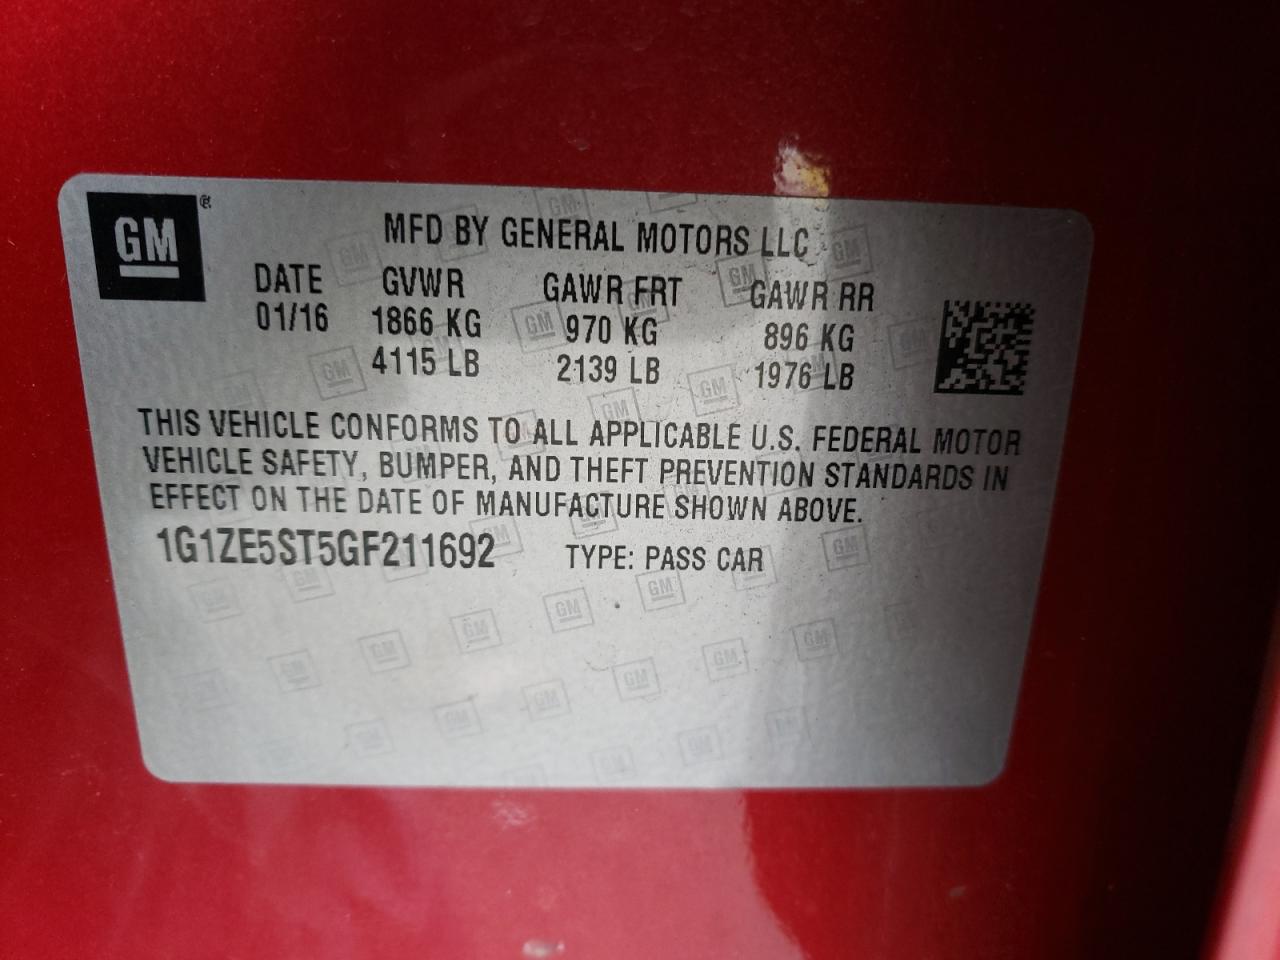 GM
MFD BY GENERAL MOTORS LLC
DATE GVWR GAWR FRT GAWR RR
01/16 1866 KG 970 KG 896 KG
4115 LB 2139 LB 1976 LB
THIS VEHICLE CONFORMS TO ALL APPLICABLE U.S. FEDERAL MOTOR
VEHICLE SAFETY, BUMPER, AND THEFT PREVENTION STANDARDS IN
EFFECT ON THE DATE OF MANUFACTURE SHOWN ABOVE.
1G1ZE5ST5GF211692 TYPE: PASS CAR